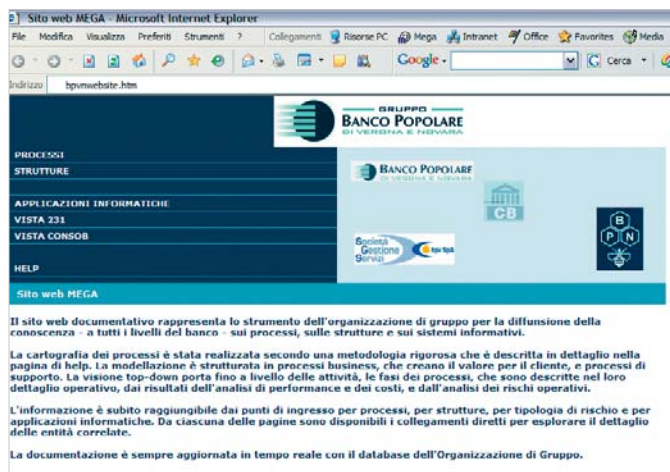 Sito web MEGA - Microsoft Internet Explorer
File Modifica Visualizza Preferiti Strumenti ? Collegamenti Risorse PC Mega Intranet Office Favorites Media
Google Cerca
Indirizzo bpvnwebsite.htm
GRUPPO
BANCO POPOLARE
DI VERONA E NOVARA
PROCESSI
STRUTTURE
BANCO POPOLARE
DI VERONA E NOVARA
APPLICAZIONI INFORMATICHE
CB
VISTA 231
B
P N
VISTA CONSOB
Società
Gestione
Servizi
bpv SpA
HELP
Sito web MEGA
Il sito web documentativo rappresenta lo strumento dell'organizzazione di gruppo per la diffunsione della
conoscenza - a tutti i livelli del banco - sui processi, sulle strutture e sui sistemi informativi.
La cartografia dei processi è stata realizzata secondo una metodologia rigorosa che è descritta in dettaglio nella
pagina di help. La modellazione è strutturata in processi business, che creano il valore per il cliente, e processi di
supporto. La visione top-down porta fino a livello delle attività, le fasi dei processi, che sono descritte nel loro
dettaglio operativo, dai risultati dell'analisi di performance e dei costi, e dall'analisi dei rischi operativi.
L'informazione è subito raggiungibile dai punti di ingresso per processi, per strutture, per tipologia di rischio e per
applicazioni informatiche. Da ciascuna delle pagine sono disponibili i collegamenti diretti per esplorare il dettaglio
delle entità correlate.
La documentazione è sempre aggiornata in tempo reale con il database dell'Organizzazione di Gruppo.